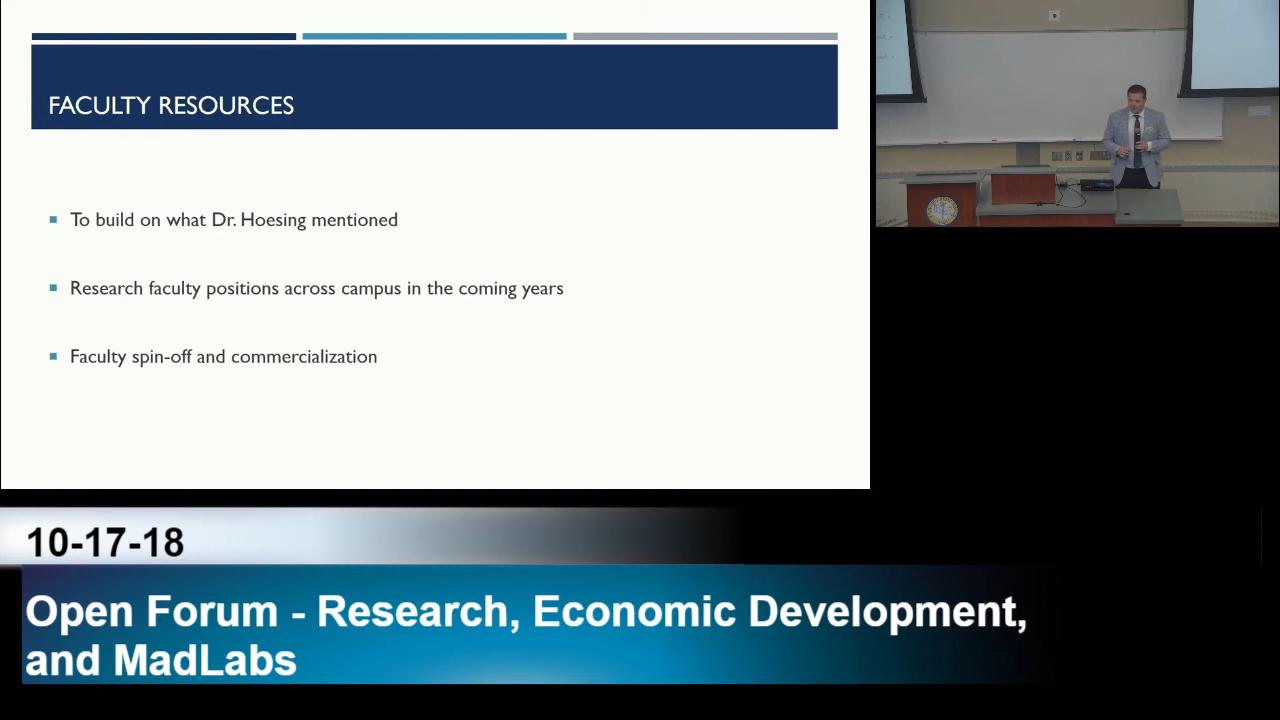 FACULTY RESOURCES
To build on what Dr. Hoesing mentioned
Research faculty positions across campus in the coming years
Faculty spin-off and commercialization
10-17-18
Open Forum - Research, Economic Development,
and MadLabs